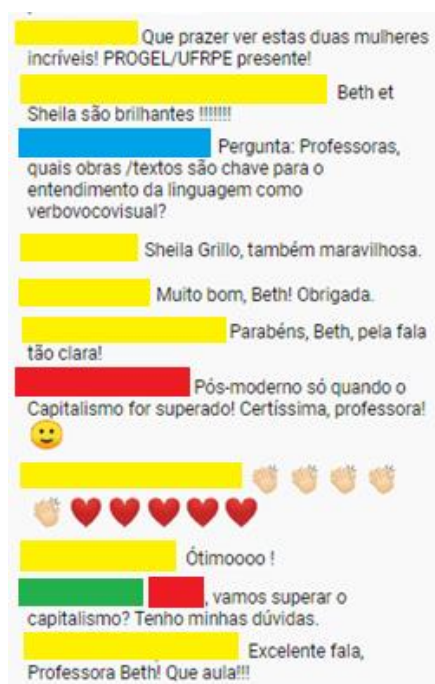 Que prazer ver estas duas mulheres
incríveis! PROGEL/UFRPE presente!
Beth et
Sheila são brilhantes !!!!!!!
Pergunta: Professoras,
quais obras /textos são chave para o
entendimento da linguagem como
verbovocovisual?
Sheila Grillo, também maravilhosa.
Muito bom, Beth! Obrigada.
Parabéns, Beth, pela fala
tão clara!
Pós-moderno só quando o
Capitalismo for superado! Certíssima, professora!
🙂
👏🏻 👏🏻 👏🏻 👏🏻
👏🏻 ❤️ ❤️ ❤️ ❤️ ❤️
Ótimoooo !
, vamos superar o
capitalismo? Tenho minhas dúvidas.
Excelente fala,
Professora Beth! Que aula!!!